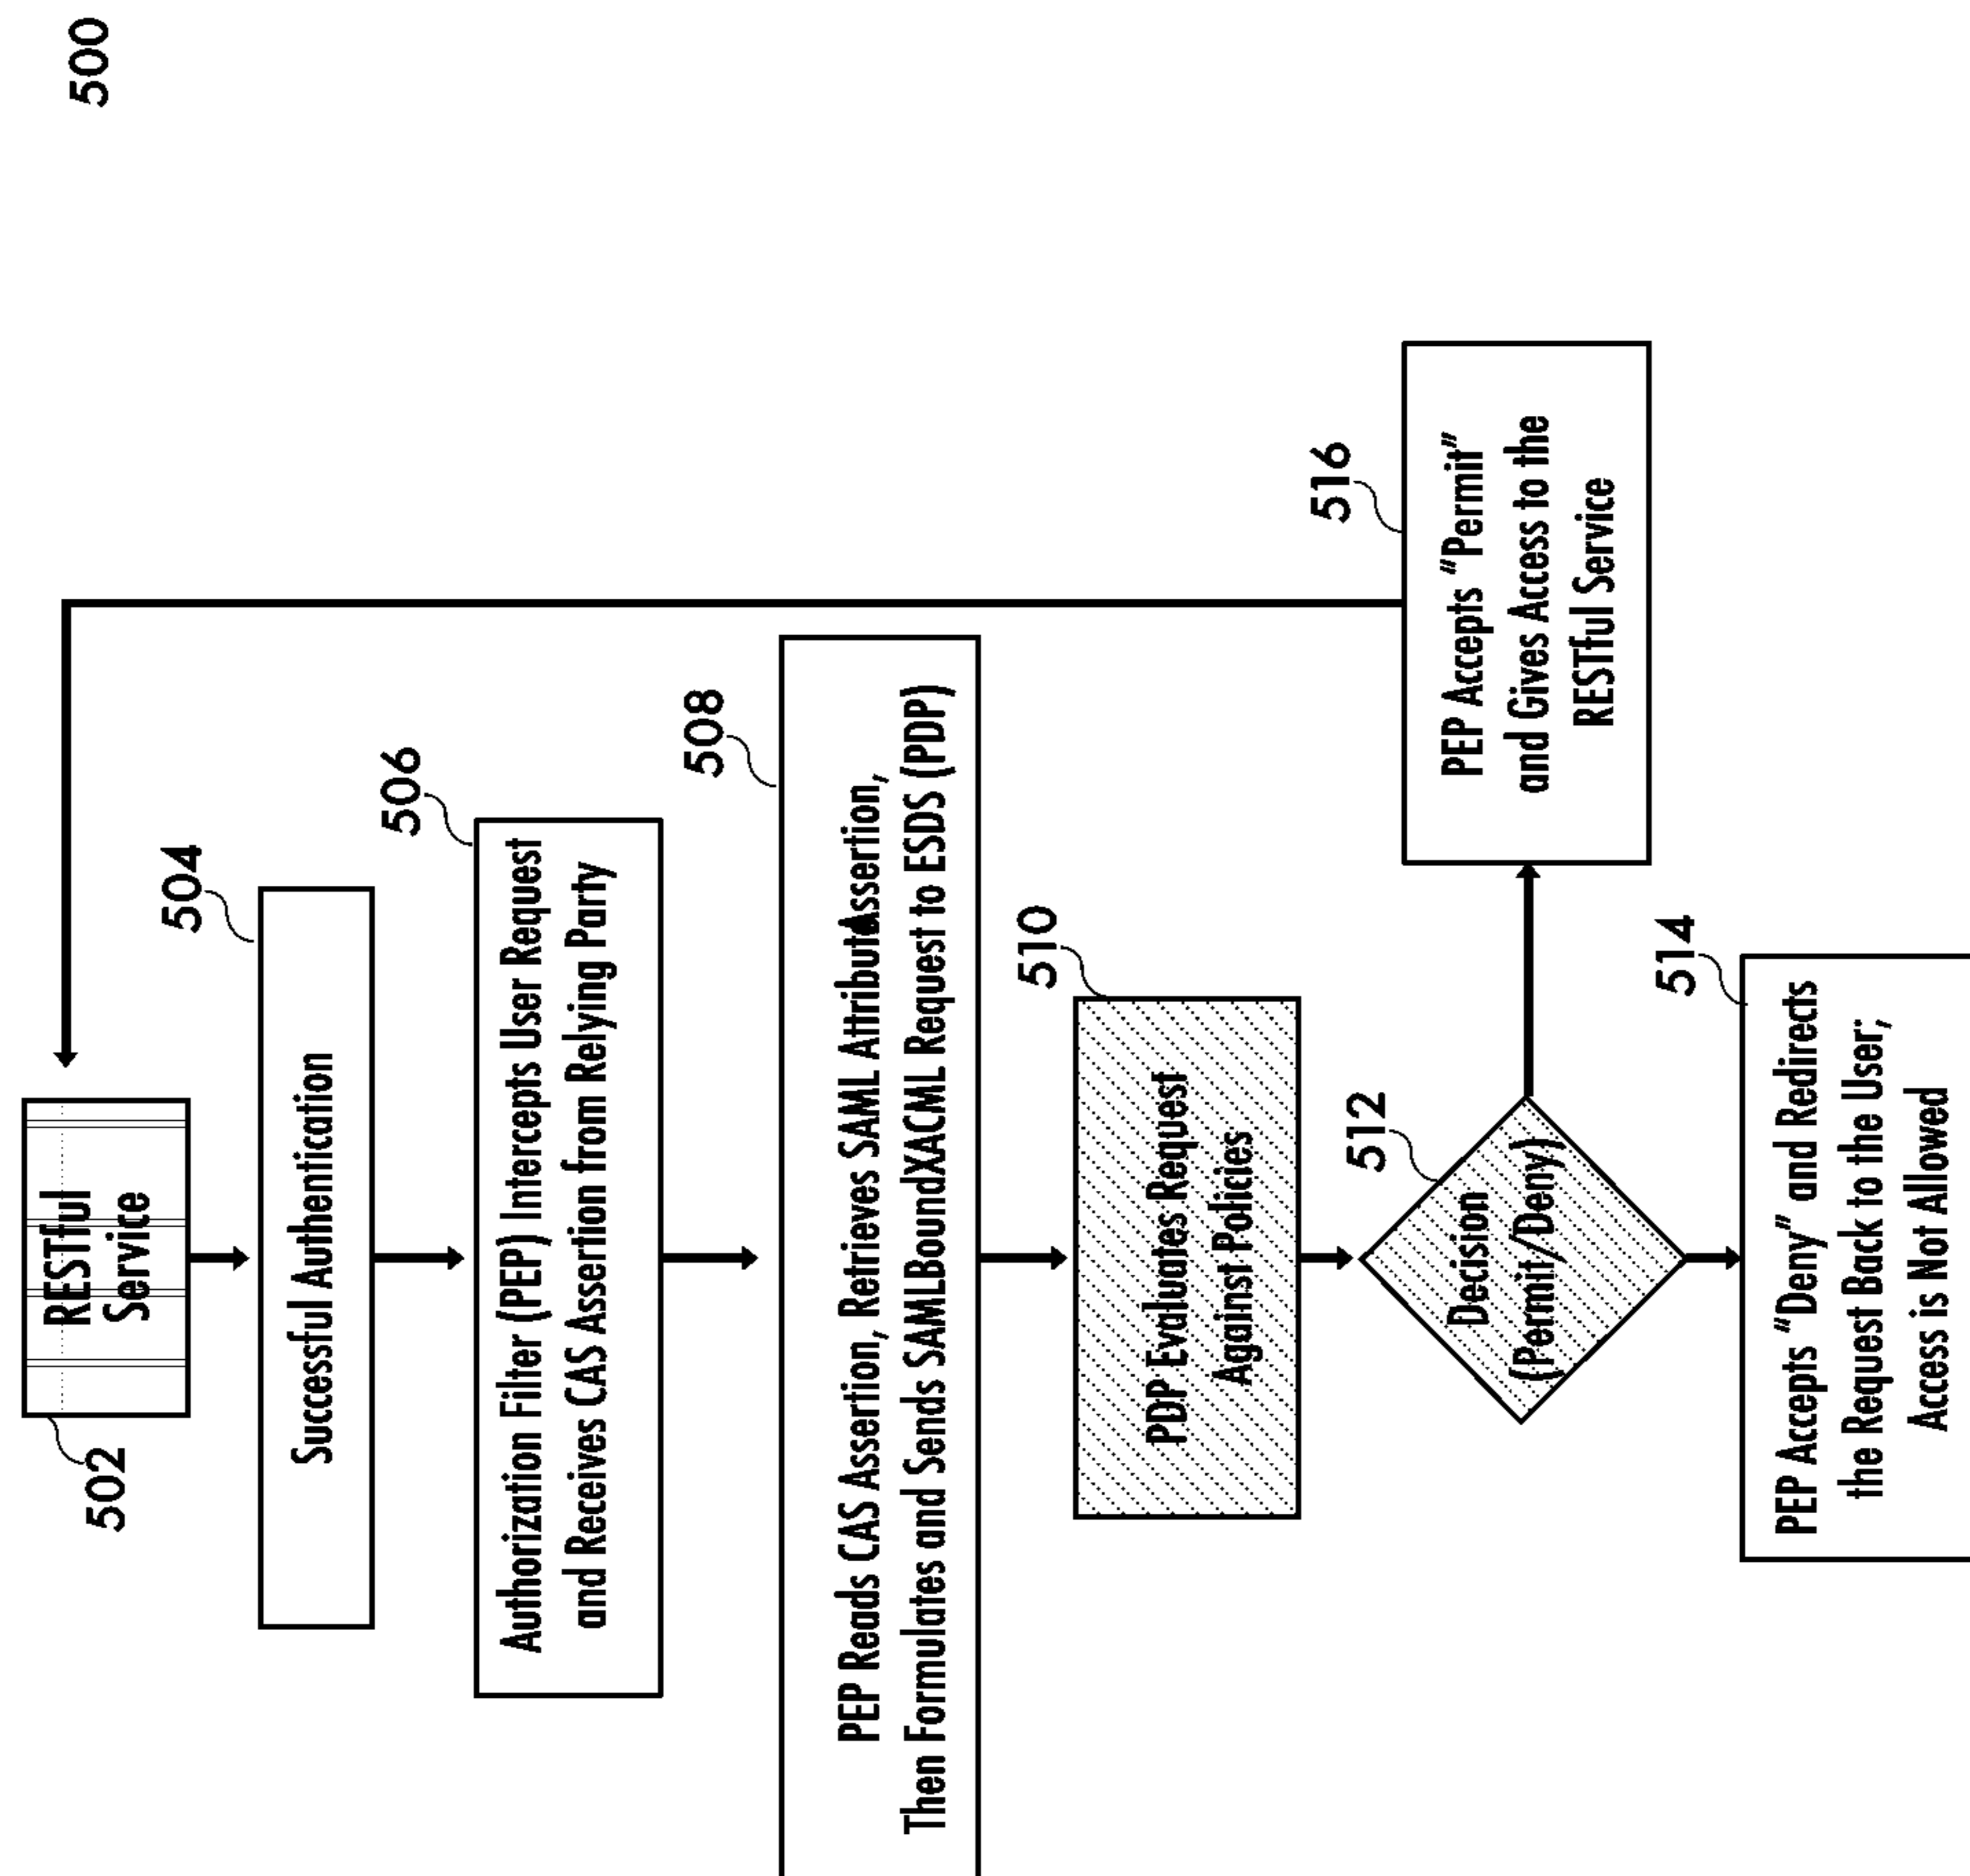 500
502
RESTful
Service
504
Successful Authentication
506
Authorization Filter (PEP) Intercepts User Request
and Receives CAS Assertion from Relying Party
508
PEP Reads CAS Assertion, Retrieves SAML AttributeAssertion,
Then Formulates and Sends SAMLBoundXACML Request to ESDS (PDP)
510
PDP Evaluates Request
Against Policies
512
Decision
(Permit/Deny)
516
PEP Accepts “Permit”
and Gives Access to the
RESTful Service
514
PEP Accepts “Deny” and Redirects
the Request Back to the User;
Access is Not Allowed